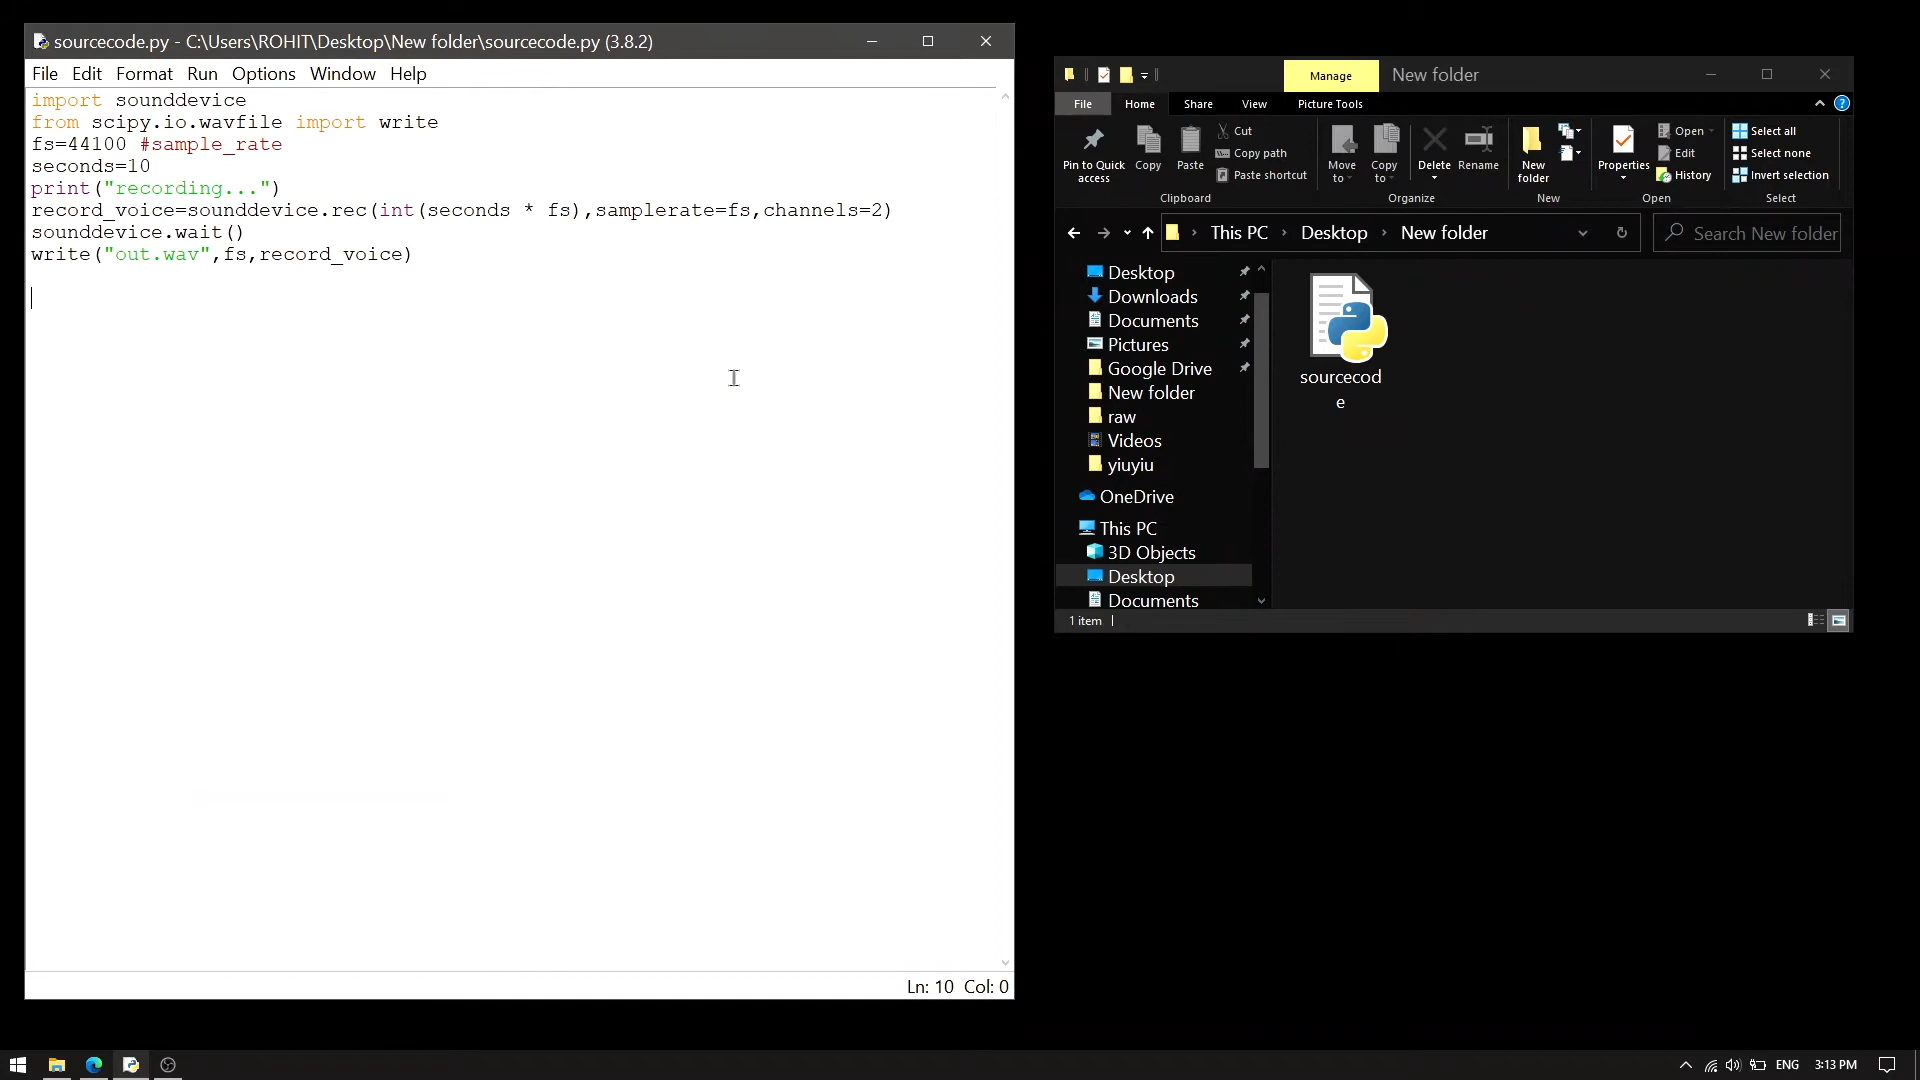 sourcecode.py - C:\Users\ROHIT\Desktop\New folder\sourcecode.py (3.8.2)
File Edit Format Run Options Window Help
import sounddevice
from scipy.io.wavfile import write
fs=44100 #sample_rate
seconds=10
print("recording...")
record_voice=sounddevice.rec(int(seconds * fs),samplerate=fs,channels=2)
sounddevice.wait()
write("out.wav",fs,record_voice)
Ln: 10 Col: 0
Manage New folder
File Home Share View Picture Tools
Pin to Quick access
Copy
Paste
Cut
Copy path
Paste shortcut
Clipboard
Move to
Copy to
Delete
Rename
Organize
New folder
New
Properties
Open
Edit
History
Open
Select all
Select none
Invert selection
Select
This PC Desktop New folder
Search New folder
Desktop
Downloads
Documents
Pictures
Google Drive
New folder
raw
Videos
yiuyiu
OneDrive
This PC
3D Objects
Desktop
Documents
sourcecod
e
1 item
ENG 3:13 PM